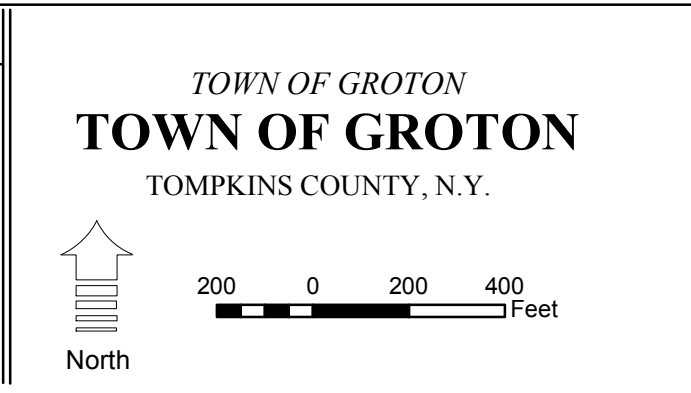 TOWN OF GROTON
TOWN OF GROTON
TOMPKINS COUNTY, N.Y.
200 0 200 400
Feet
North